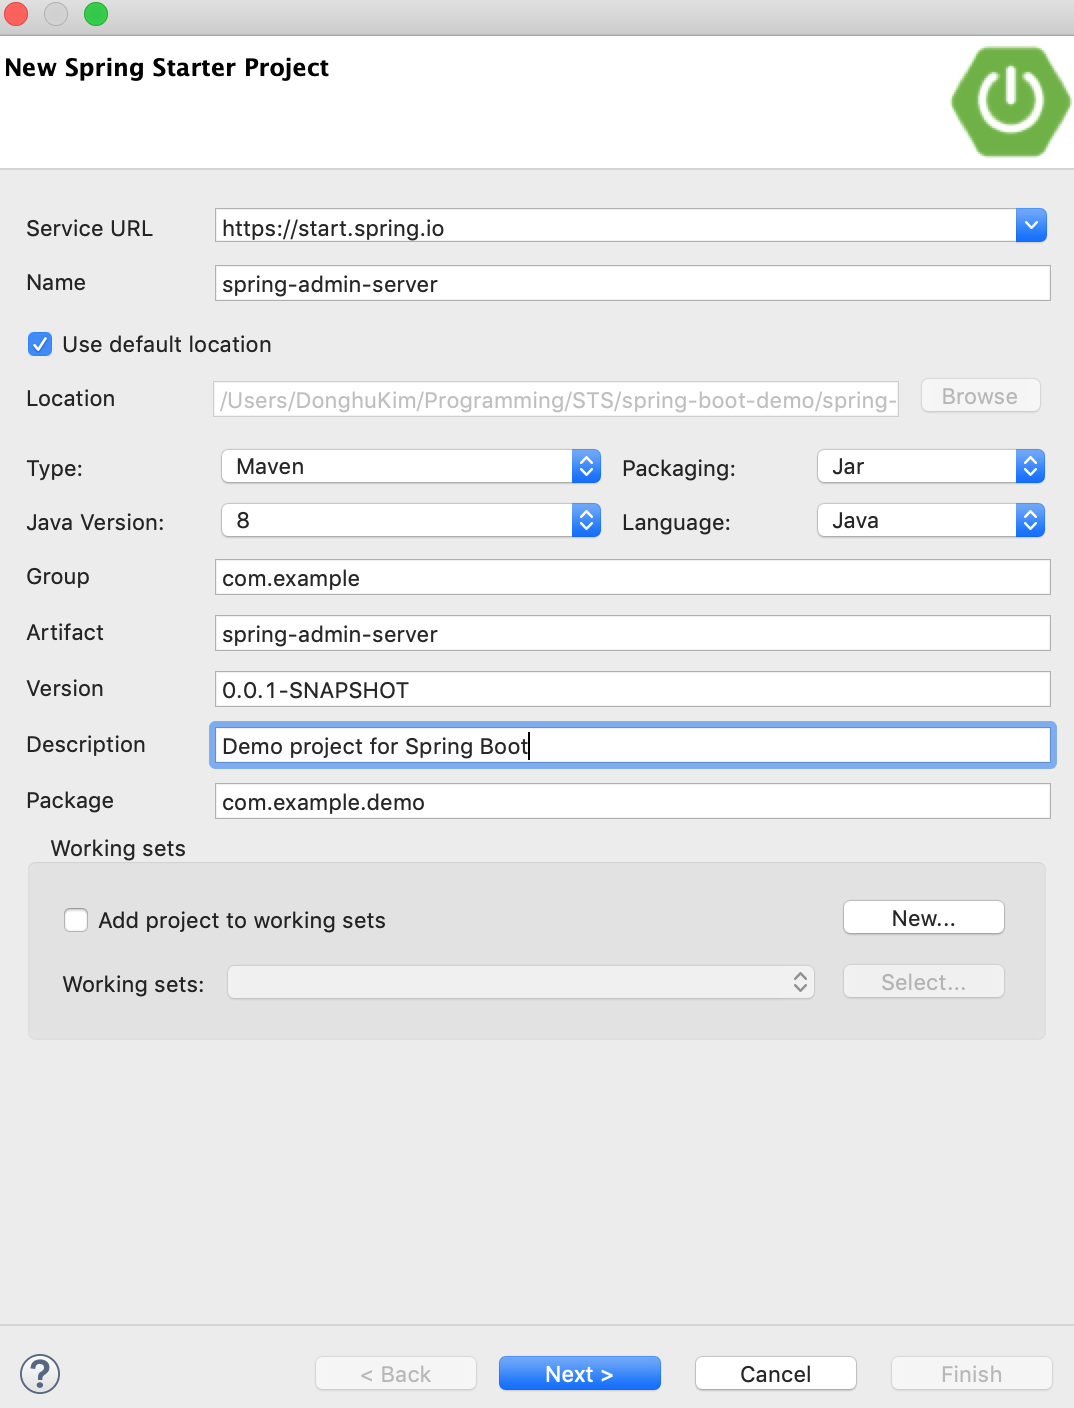 New Spring Starter Project
Service URL https://start.spring.io
Name spring-admin-server
Use default location
Location /Users/DonghuKim/Programming/STS/spring-boot-demo/spring- Browse
Type: Maven Packaging: Jar
Java Version: 8 Language: Java
Group com.example
Artifact spring-admin-server
Version 0.0.1-SNAPSHOT
Description Demo project for Spring Boot
Package com.example.demo
Working sets
Add project to working sets New...
Working sets: Select...
? < Back Next > Cancel Finish